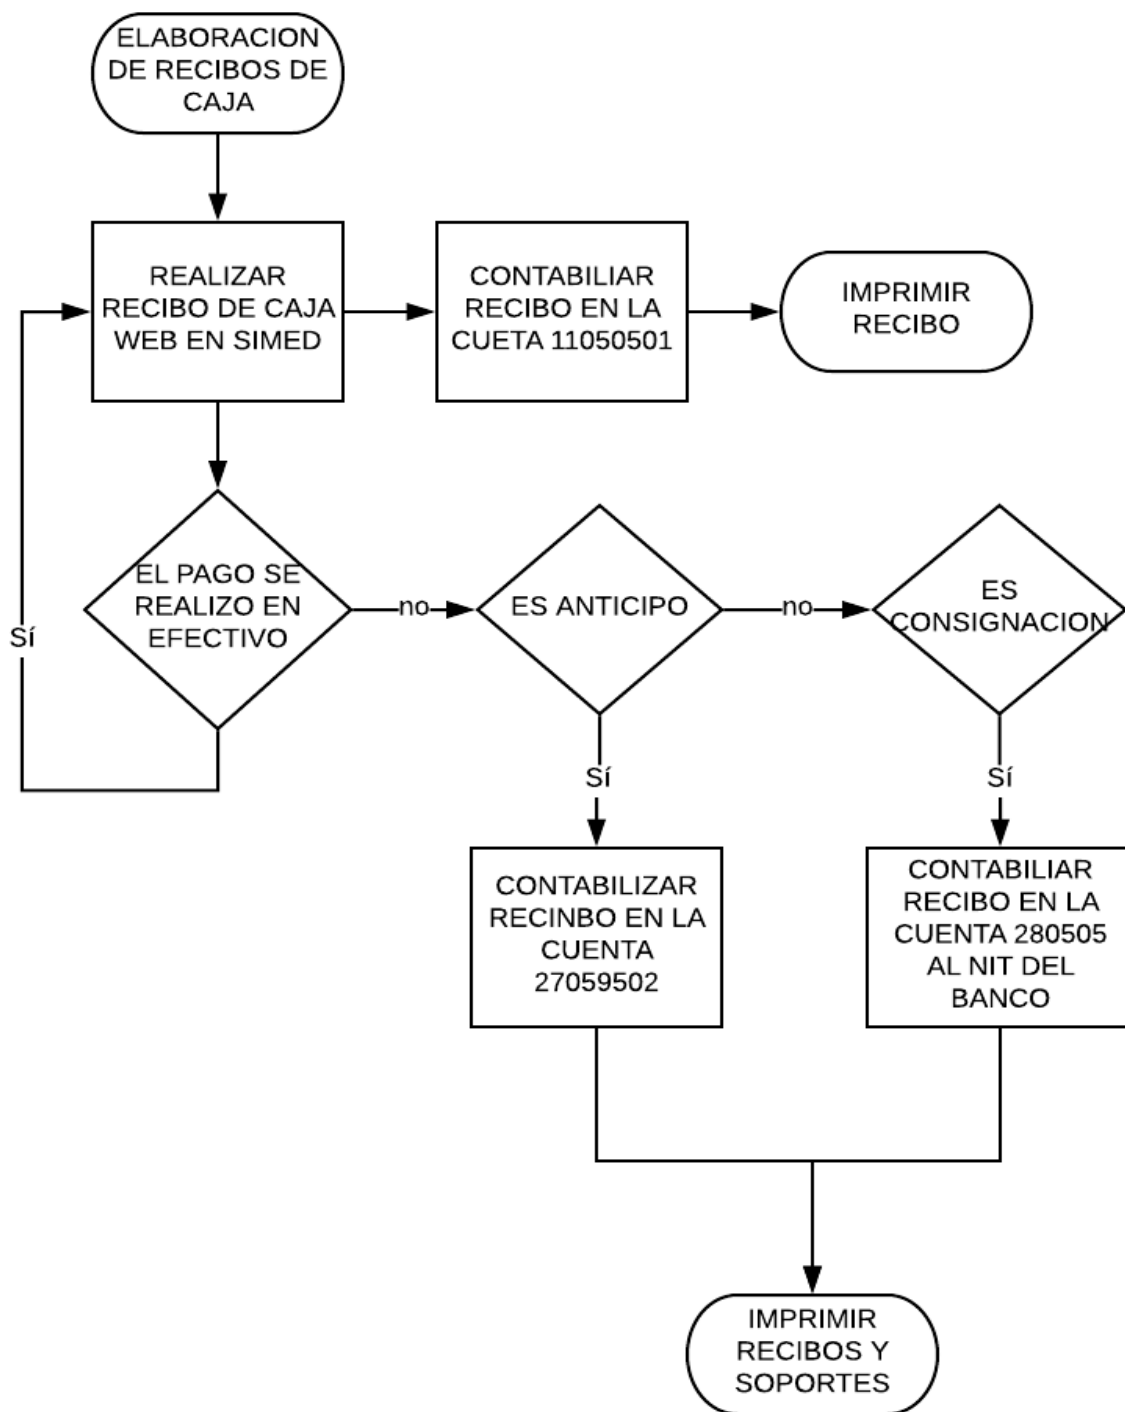 ELABORACION
DE RECIBOS DE
CAJA
REALIZAR
RECIBO DE CAJA
WEB EN SIMED
CONTABILIAR
RECIBO EN LA
CUETA 11050501
IMPRIMIR
RECIBO
EL PAGO SE
REALIZO EN
EFECTIVO
no
ES ANTICIPO
no
ES
CONSIGNACION
Sí
Sí
Sí
CONTABILIZAR
RECINBO EN LA
CUENTA
27059502
CONTABILIAR
RECIBO EN LA
CUENTA 280505
AL NIT DEL
BANCO
IMPRIMIR
RECIBOS Y
SOPORTES